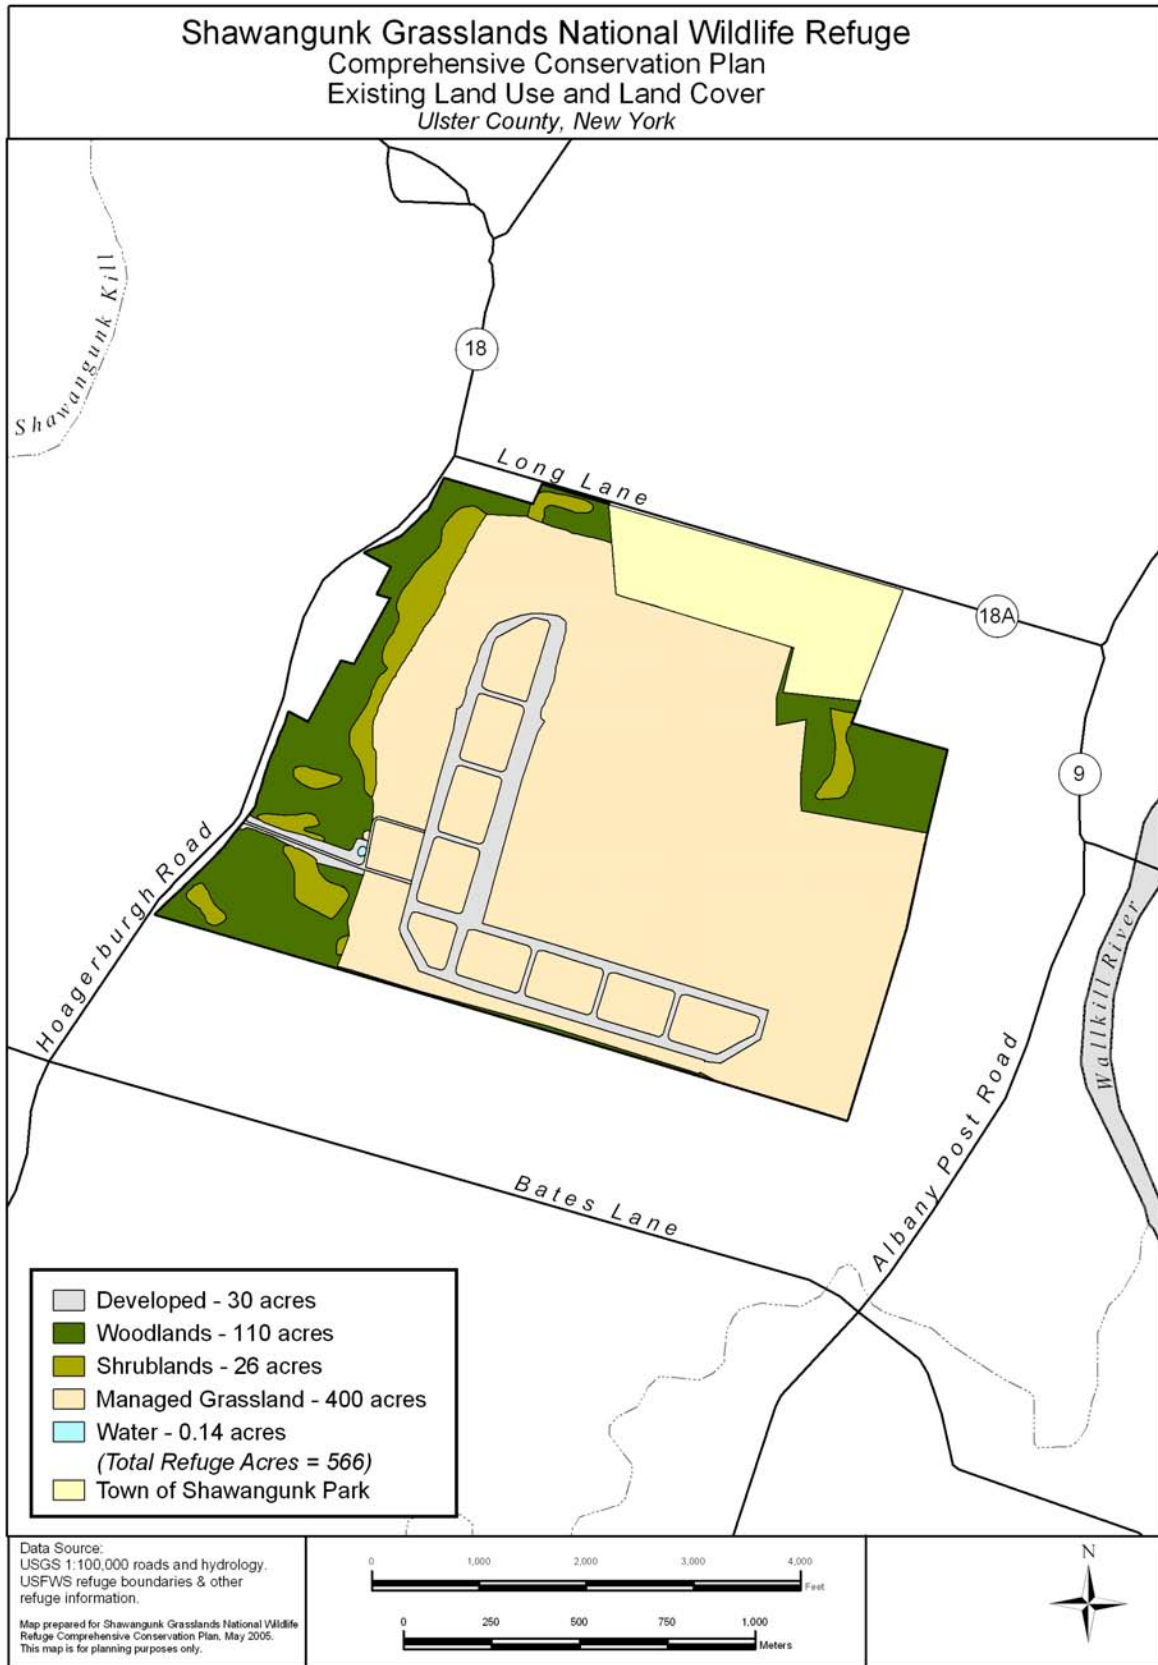 Shawangunk Grasslands National Wildlife Refuge
Comprehensive Conservation Plan
Existing Land Use and Land Cover
Ulster County, New York
Shawangunk Kill
18
Long Lane
18A
9
Hoagerburgh Road
Wallkill River
Albany Post Road
Bates Lane
Developed - 30 acres
Woodlands - 110 acres
Shrublands - 26 acres
Managed Grassland - 400 acres
Water - 0.14 acres
(Total Refuge Acres = 566)
Town of Shawangunk Park
Data Source:
USGS 1:100,000 roads and hydrology.
USFWS refuge boundaries & other
refuge information.
Map prepared for Shawangunk Grasslands National Wildlife
Refuge Comprehensive Conservation Plan, May 2005.
This map is for planning purposes only.
0 1,000 2,000 3,000 4,000
Feet
0 250 500 750 1,000
Meters
N